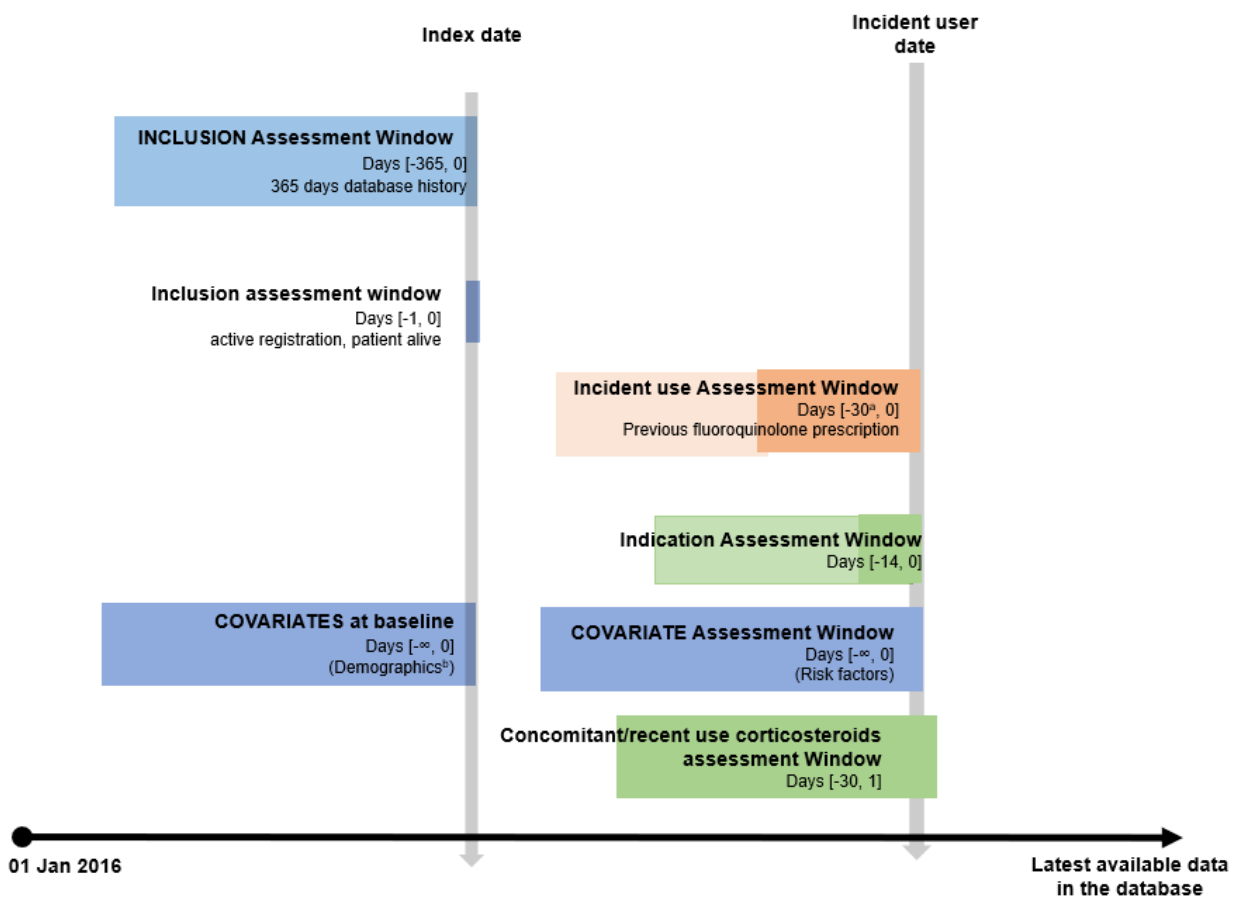 Index date
Incident user
date
INCLUSION Assessment Window
Days [-365, 0]
365 days database history
Inclusion assessment window
Days [-1, 0]
active registration, patient alive
Incident use Assessment Window
Days [-30ᵃ, 0]
Previous fluoroquinolone prescription
Indication Assessment Window
Days [-14, 0]
COVARIATES at baseline
Days [-∞, 0]
(Demographicsᵇ)
COVARIATE Assessment Window
Days [-∞, 0]
(Risk factors)
Concomitant/recent use corticosteroids
assessment Window
Days [-30, 1]
01 Jan 2016
Latest available data
in the database